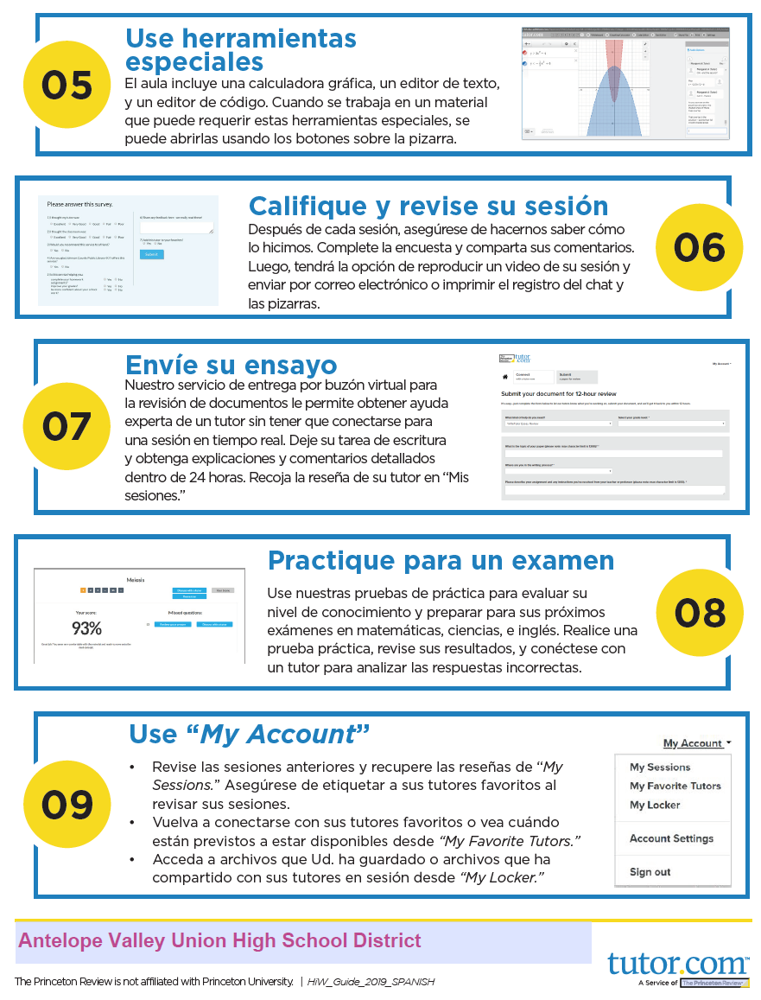 05
Use herramientas
especiales
El aula incluye una calculadora gráfica, un editor de texto,
y un editor de código. Cuando se trabaja en un material
que puede requerir estas herramientas especiales, se
puede abrirlas usando los botones sobre la pizarra.
Please answer this survey.
Submit
Califique y revise su sesión
Después de cada sesión, asegúrese de hacernos saber cómo
lo hicimos. Complete la encuesta y comparta sus comentarios.
Luego, tendrá la opción de reproducir un video de su sesión y
enviar por correo electrónico o imprimir el registro del chat y
las pizarras.
06
07
Envíe su ensayo
Nuestro servicio de entrega por buzón virtual para
la revisión de documentos le permite obtener ayuda
experta de un tutor sin tener que conectarse para
una sesión en tiempo real. Deje su tarea de escritura
y obtenga explicaciones y comentarios detallados
dentro de 24 horas. Recoja la reseña de su tutor en “Mis
sesiones.”
tutor.com
My Account
Connect
Submit
Submit your document for 12-hour review
Meiosis
Your score:
Missed questions:
93%
Practique para un examen
Use nuestras pruebas de práctica para evaluar su
nivel de conocimiento y preparar para sus próximos
exámenes en matemáticas, ciencias, e inglés. Realice una
prueba práctica, revise sus resultados, y conéctese con
un tutor para analizar las respuestas incorrectas.
08
09
Use “My Account”
• Revise las sesiones anteriores y recupere las reseñas de “My
Sessions.” Asegúrese de etiquetar a sus tutores favoritos al
revisar sus sesiones.
• Vuelva a conectarse con sus tutores favoritos o vea cuándo
están previstos a estar disponibles desde “My Favorite Tutors.”
• Acceda a archivos que Ud. ha guardado o archivos que ha
compartido con sus tutores en sesión desde “My Locker.”
My Account
My Sessions
My Favorite Tutors
My Locker
Account Settings
Sign out
Antelope Valley Union High School District
The Princeton Review is not affiliated with Princeton University. | HiW_Guide_2019_SPANISH
tutor.com™
A Service of The Princeton Review